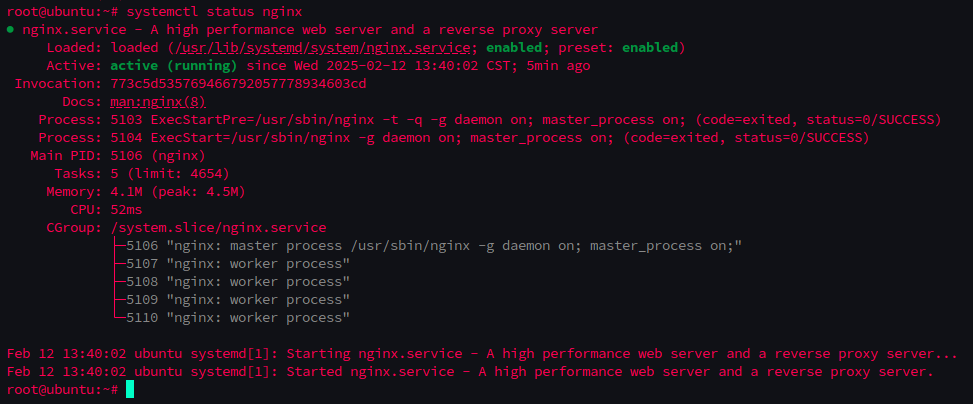 root@ubuntu:~# systemctl status nginx
● nginx.service - A high performance web server and a reverse proxy server
     Loaded: loaded (/usr/lib/systemd/system/nginx.service; enabled; preset: enabled)
     Active: active (running) since Wed 2025-02-12 13:40:02 CST; 5min ago
 Invocation: 773c5d5357694667920577778934603cd
       Docs: man:nginx(8)
    Process: 5103 ExecStartPre=/usr/sbin/nginx -t -q -g daemon on; master_process on; (code=exited, status=0/SUCCESS)
    Process: 5104 ExecStart=/usr/sbin/nginx -g daemon on; master_process on; (code=exited, status=0/SUCCESS)
   Main PID: 5106 (nginx)
      Tasks: 5 (limit: 4654)
     Memory: 4.1M (peak: 4.5M)
        CPU: 52ms
     CGroup: /system.slice/nginx.service
             ├─5106 "nginx: master process /usr/sbin/nginx -g daemon on; master_process on;"
             ├─5107 "nginx: worker process"
             ├─5108 "nginx: worker process"
             ├─5109 "nginx: worker process"
             └─5110 "nginx: worker process"

Feb 12 13:40:02 ubuntu systemd[1]: Starting nginx.service - A high performance web server and a reverse proxy server...
Feb 12 13:40:02 ubuntu systemd[1]: Started nginx.service - A high performance web server and a reverse proxy server.
root@ubuntu:~#